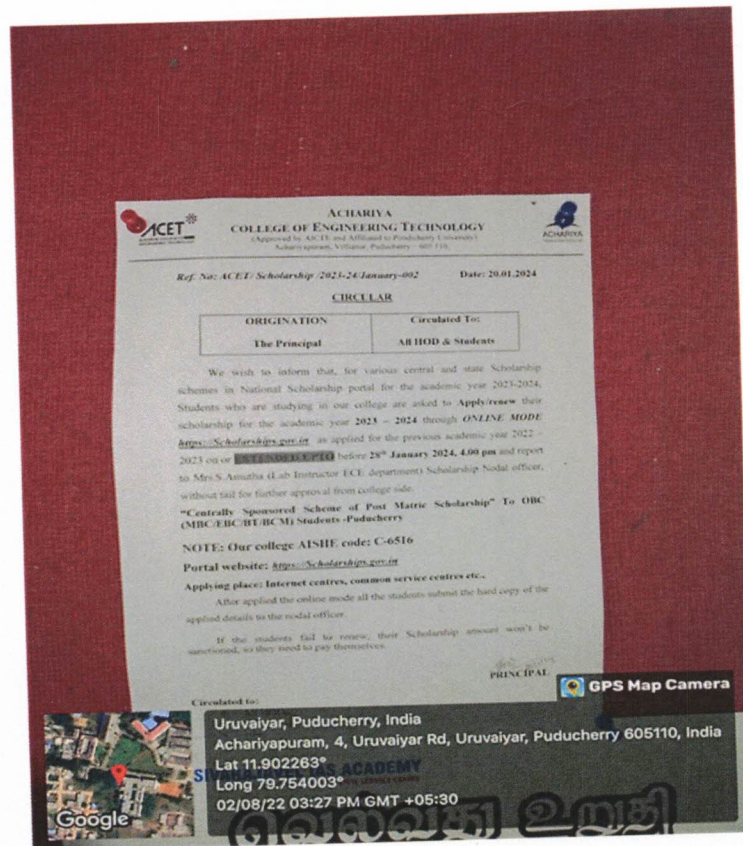 ACET
ACHARIYA
COLLEGE OF ENGINEERING TECHNOLOGY
(Approved by AICTE and Affiliated to Pondicherry University)
Achariyapuram, Villianur, Puducherry - 605 110.
ACHARIYA
Ref. No: ACET/ Scholarship /2023-24/January-002 Date: 20.01.2024
CIRCULAR
ORIGINATION Circulated To:
The Principal All HOD & Students
We wish to inform that, for various central and state Scholarship
schemes in National Scholarship portal for the academic year 2023-2024,
Students who are studying in our college are asked to Apply/renew their
scholarship for the academic year 2023 – 2024 through ONLINE MODE
https://Scholarships.gov.in as applied for the previous academic year 2022 –
2023 on or EXTENDED UPTO before 28th January 2024, 4.00 pm and report
to Mrs.S.Amutha (Lab Instructor ECE department) Scholarship Nodal officer,
without fail for further approval from college side.
"Centrally Sponsored Scheme of Post Matric Scholarship" To OBC
(MBC/EBC/BT/BCM) Students -Puducherry
NOTE: Our college AISHE code: C-6516
Portal website: https://Scholarships.gov.in
Applying place: Internet centres, common service centres etc.,
After applied the online mode all the students submit the hard copy of the
applied details to the nodal officer.
If the students fail to renew, their Scholarship amount won't be
sanctioned, so they need to pay themselves.
PRINCIPAL
Circulated to:
GPS Map Camera
Uruvaiyar, Puducherry, India
Achariyapuram, 4, Uruvaiyar Rd, Uruvaiyar, Puducherry 605110, India
Lat 11.902263°
Long 79.754003°
02/08/22 03:27 PM GMT +05:30
Google
IAS ACADEMY
வெல்வது உறுதி